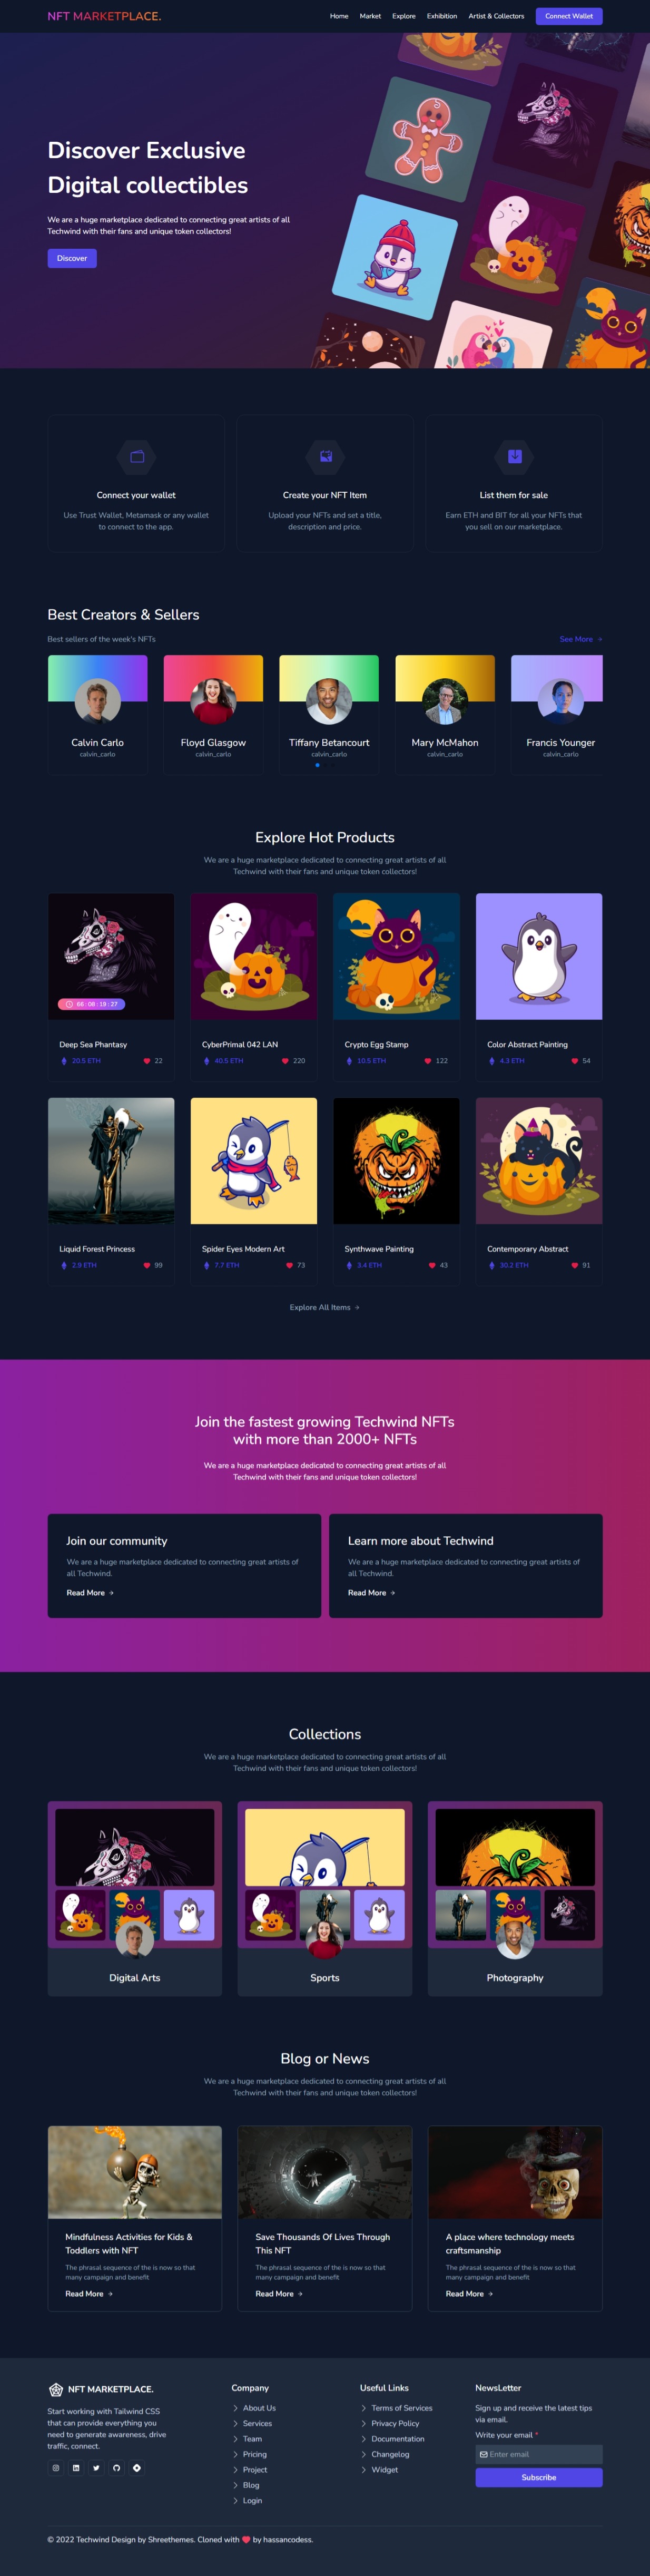 NFT MARKETPLACE.
Home Market Explore Exhibition Artist & Collectors Connect Wallet
Discover Exclusive
Digital collectibles
We are a huge marketplace dedicated to connecting great artists of all
Techwind with their fans and unique token collectors!
Discover
Connect your wallet
Use Trust Wallet, Metamask or any wallet
to connect to the app.
Create your NFT Item
Upload your NFTs and set a title,
description and price.
List them for sale
Earn ETH and BIT for all your NFTs that
you sell on our marketplace.
Best Creators & Sellers
Best sellers of the week's NFTs
See More
Calvin Carlo
calvin_carlo
Floyd Glasgow
calvin_carlo
Tiffany Betancourt
calvin_carlo
Mary McMahon
calvin_carlo
Francis Younger
calvin_carlo
Explore Hot Products
We are a huge marketplace dedicated to connecting great artists of all
Techwind with their fans and unique token collectors!
66 : 08 : 19 : 27
Deep Sea Phantasy
20.5 ETH 22
CyberPrimal 042 LAN
40.5 ETH 220
Crypto Egg Stamp
10.5 ETH 122
Color Abstract Painting
4.3 ETH 54
Liquid Forest Princess
2.9 ETH 99
Spider Eyes Modern Art
7.7 ETH 73
Synthwave Painting
3.4 ETH 43
Contemporary Abstract
30.2 ETH 91
Explore All Items
Join the fastest growing Techwind NFTs
with more than 2000+ NFTs
We are a huge marketplace dedicated to connecting great artists of all
Techwind with their fans and unique token collectors!
Join our community
We are a huge marketplace dedicated to connecting great artists of
all Techwind.
Read More
Learn more about Techwind
We are a huge marketplace dedicated to connecting great artists of
all Techwind.
Read More
Collections
We are a huge marketplace dedicated to connecting great artists of all
Techwind with their fans and unique token collectors!
Digital Arts
Sports
Photography
Blog or News
We are a huge marketplace dedicated to connecting great artists of all
Techwind with their fans and unique token collectors!
Mindfulness Activities for Kids &
Toddlers with NFT
The phrasal sequence of the is now so that
many campaign and benefit
Read More
Save Thousands Of Lives Through
This NFT
The phrasal sequence of the is now so that
many campaign and benefit
Read More
A place where technology meets
craftsmanship
The phrasal sequence of the is now so that
many campaign and benefit
Read More
NFT MARKETPLACE.
Start working with Tailwind CSS
that can provide everything you
need to generate awareness, drive
traffic, connect.
Company
About Us
Services
Team
Pricing
Project
Blog
Login
Useful Links
Terms of Services
Privacy Policy
Documentation
Changelog
Widget
NewsLetter
Sign up and receive the latest tips
via email.
Write your email *
Enter email
Subscribe
© 2022 Techwind Design by Shreethemes. Cloned with ❤️ by hassancodess.